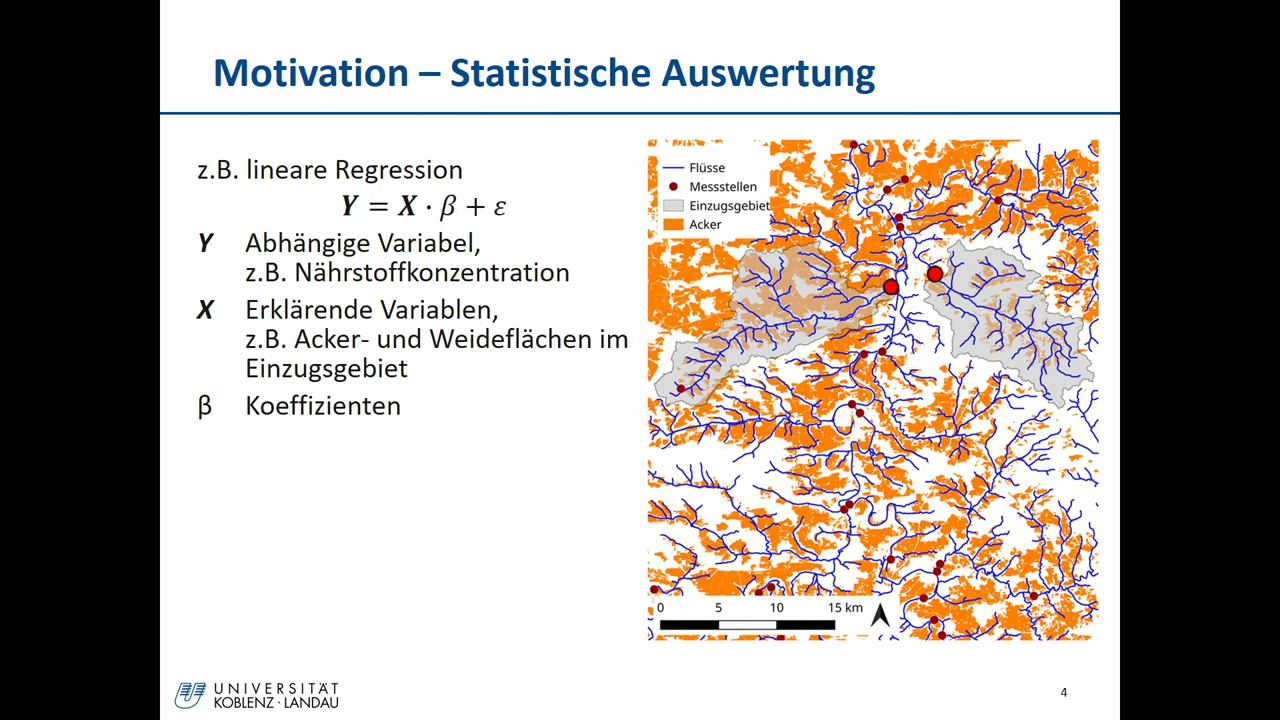 Motivation – Statistische Auswertung
z.B. lineare Regression
Y = X · β + ε
Y Abhängige Variabel,
z.B. Nährstoffkonzentration
X Erklärende Variablen,
z.B. Acker- und Weideflächen im
Einzugsgebiet
β Koeffizienten
Flüsse
Messstellen
Einzugsgebiet
Acker
0 5 10 15 km
UNIVERSITÄT
KOBLENZ · LANDAU
4